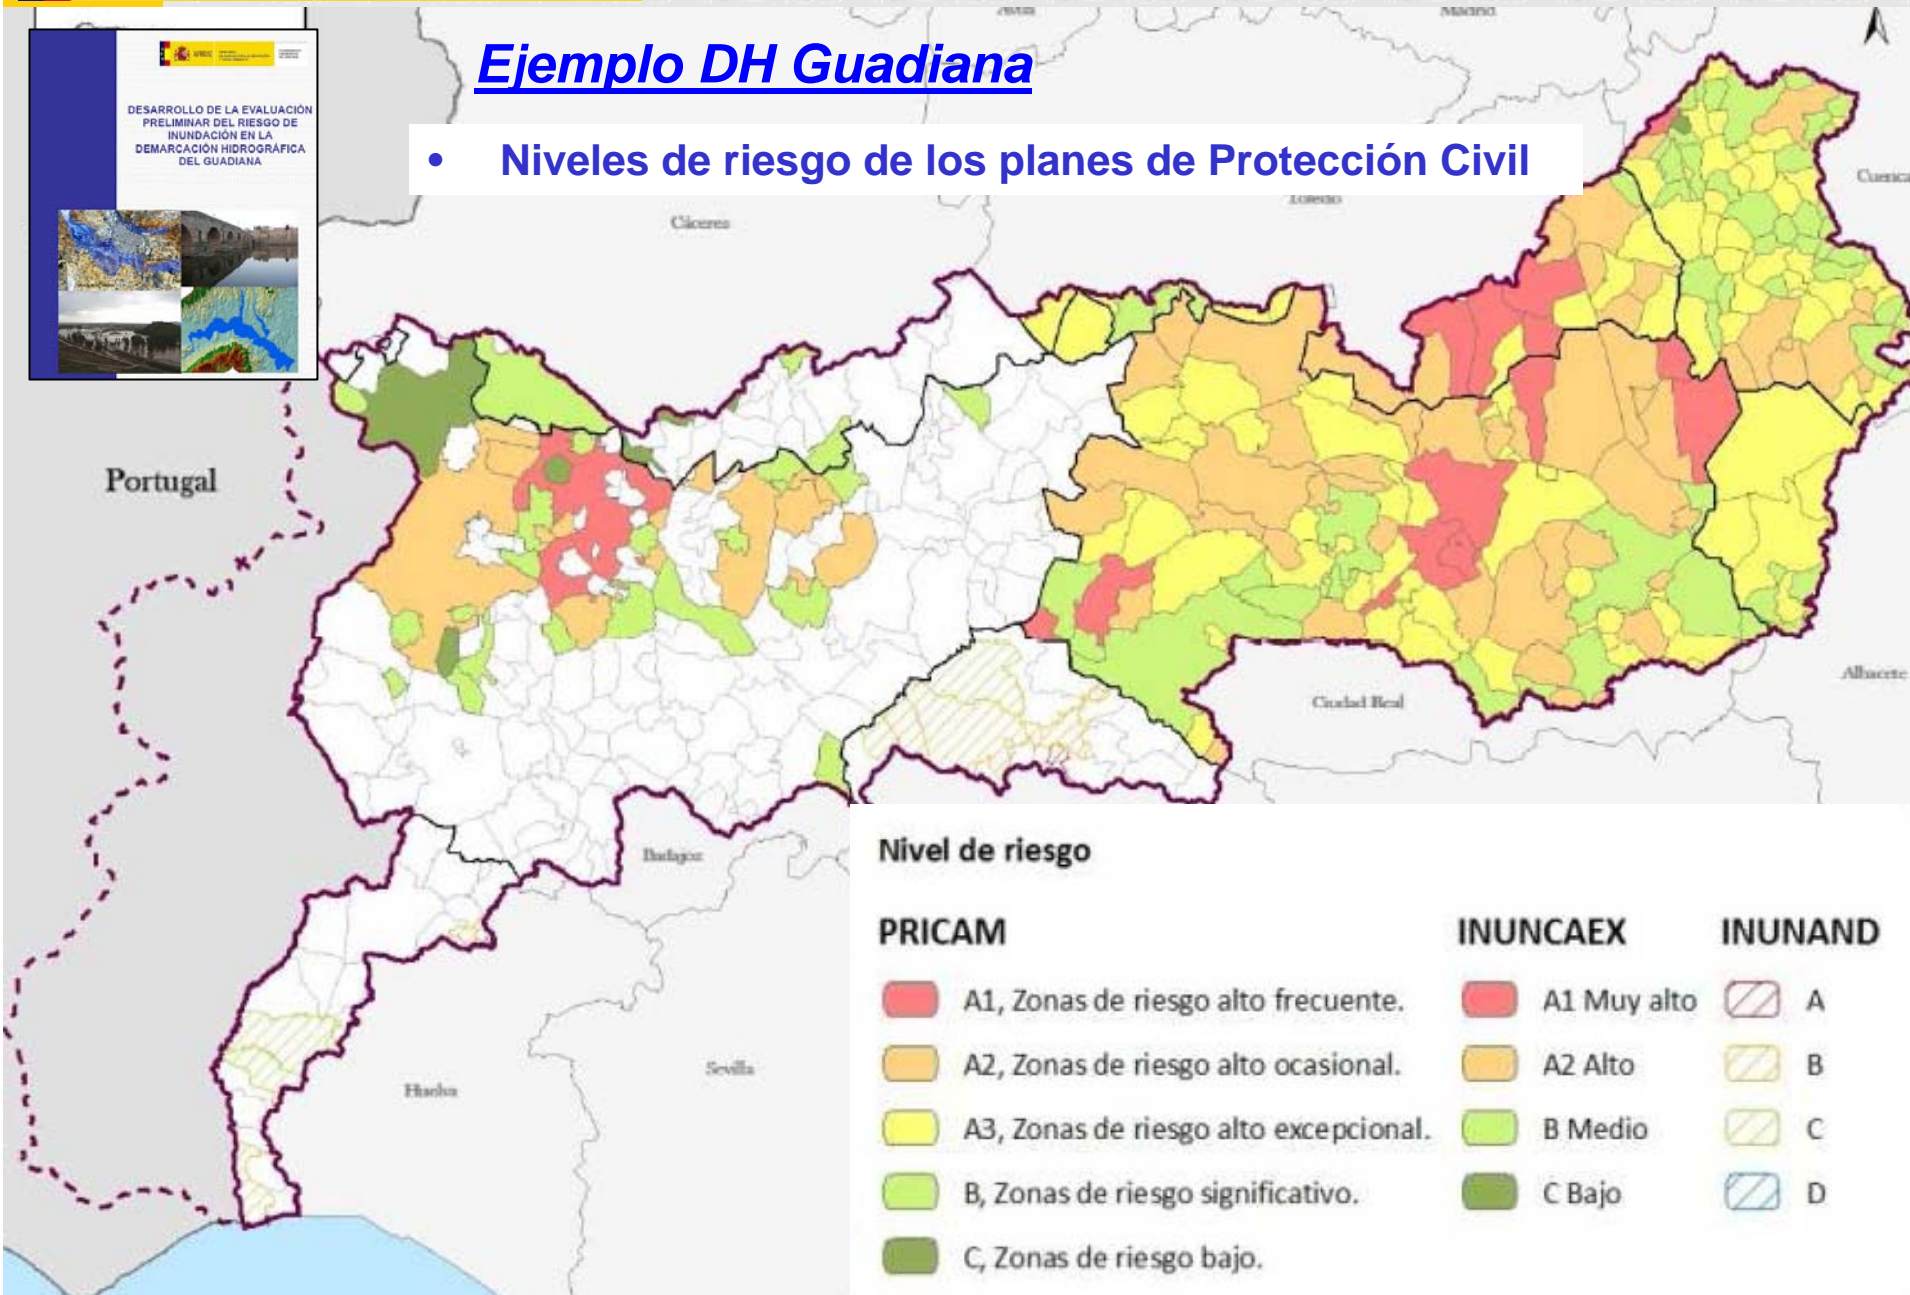 Ejemplo DH Guadiana
DESARROLLO DE LA EVALUACIÓN
PRELIMINAR DEL RIESGO DE
INUNDACIÓN EN LA
DEMARCACIÓN HIDROGRÁFICA
DEL GUADIANA
• Niveles de riesgo de los planes de Protección Civil
Madrid
Cuenca
Toledo
Cáceres
Portugal
Albacete
Ciudad Real
Badajoz
Sevilla
Huelva
Nivel de riesgo
PRICAM
A1, Zonas de riesgo alto frecuente.
A2, Zonas de riesgo alto ocasional.
A3, Zonas de riesgo alto excepcional.
B, Zonas de riesgo significativo.
C, Zonas de riesgo bajo.
INUNCAEX
A1 Muy alto
A2 Alto
B Medio
C Bajo
INUNAND
A
B
C
D